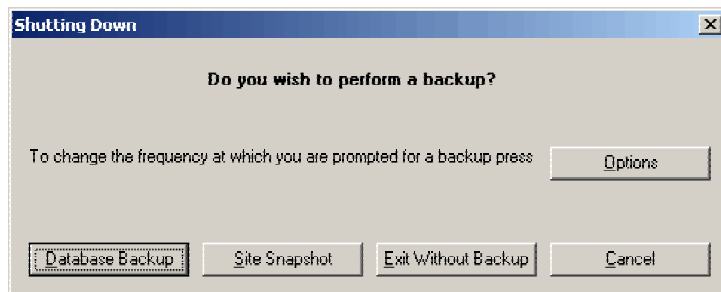 Shutting Down
Do you wish to perform a backup?
To change the frequency at which you are prompted for a backup press
Options
Database Backup
Site Snapshot
Exit Without Backup
Cancel